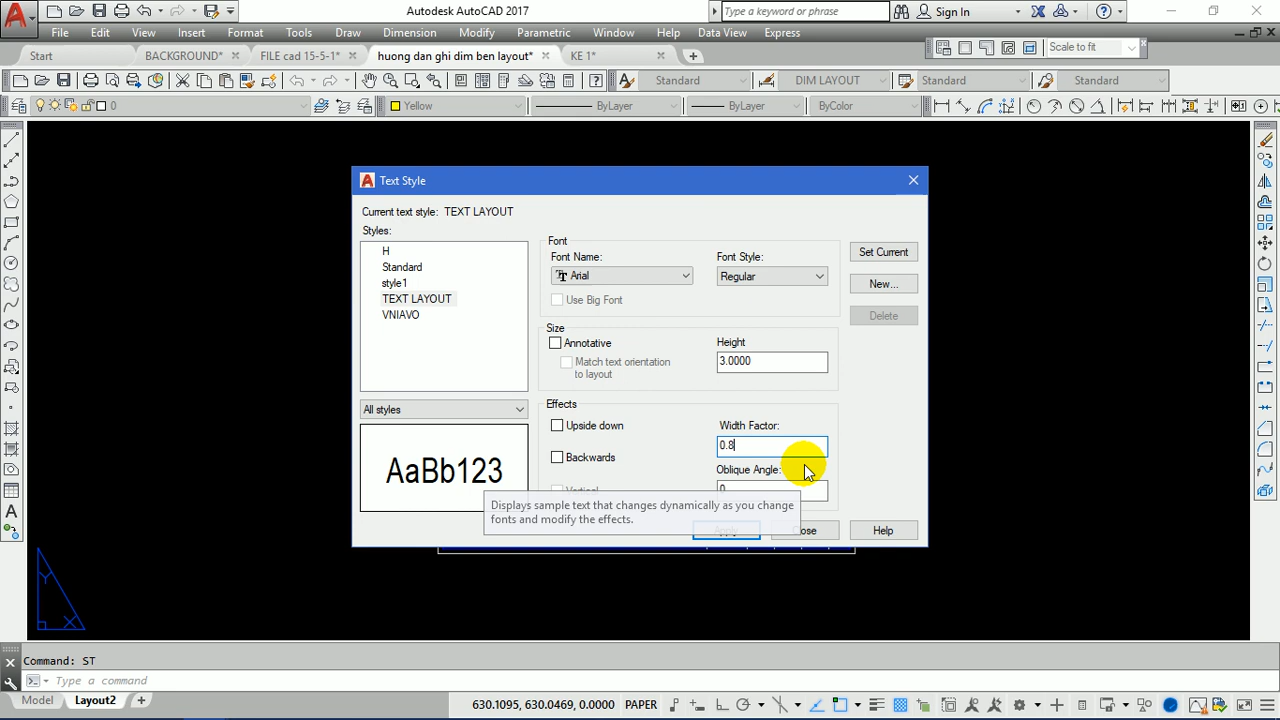 Autodesk AutoCAD 2017
Type a keyword or phrase
Sign In
File Edit View Insert Format Tools Draw Dimension Modify Parametric Window Help Data View Express
Start BACKGROUND* FILE cad 15-5-1* huong dan ghi dim ben layout* KE 1*
Scale to fit
Standard DIM LAYOUT Standard Standard
0 Yellow ByLayer ByLayer ByColor
Text Style
Current text style: TEXT LAYOUT
Styles:
H
Standard
style1
TEXT LAYOUT
VNIAVO
All styles
AaBb123
Font
Font Name:
Arial
Use Big Font
Font Style:
Regular
Size
Annotative
Match text orientation
to layout
Height
3.0000
Effects
Upside down
Backwards
Vertical
Width Factor:
0.8
Oblique Angle:
0
Set Current
New...
Delete
Displays sample text that changes dynamically as you change
fonts and modify the effects.
Apply
Close
Help
Y
X
Command: ST
Type a command
Model Layout2
630.1095, 630.0469, 0.0000 PAPER